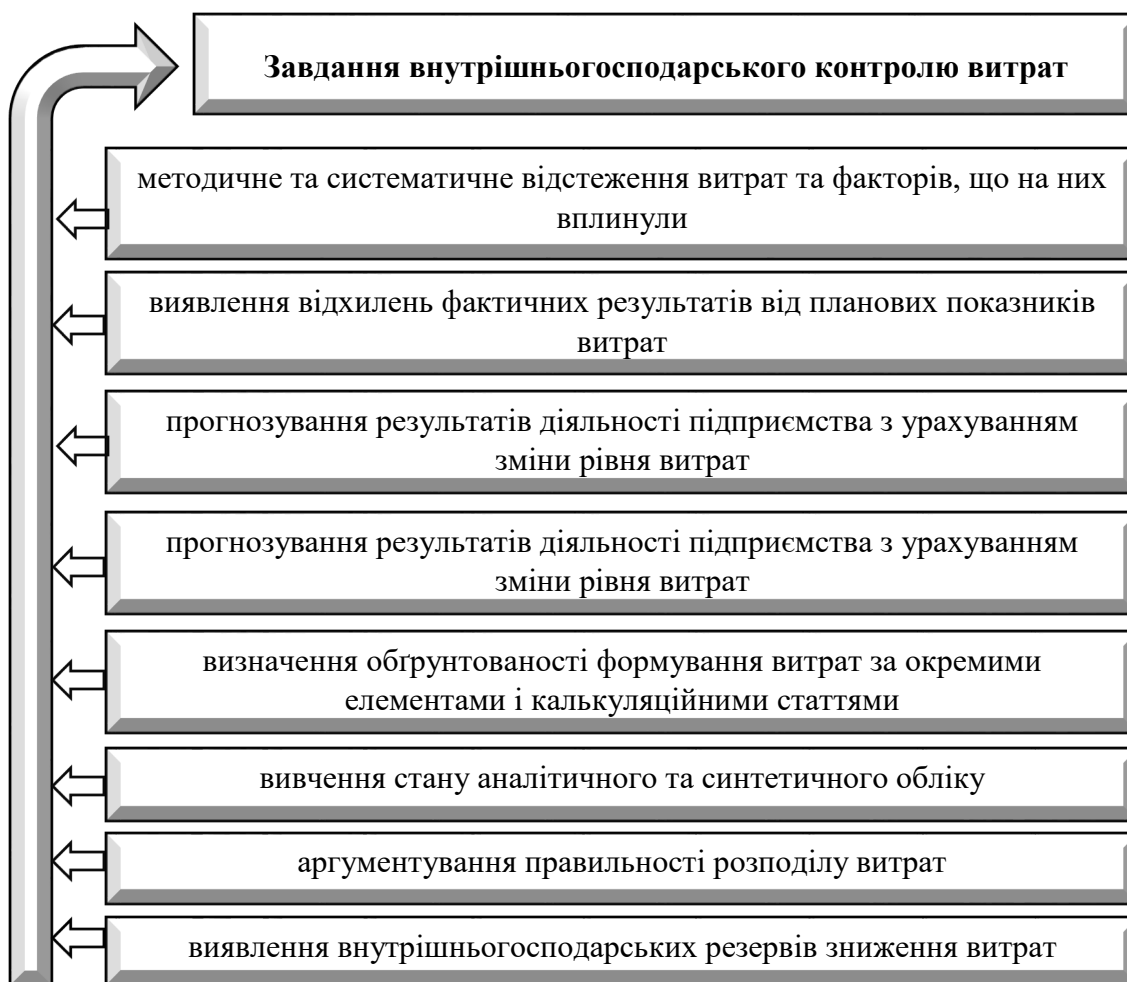 Завдання внутрішньогосподарського контролю витрат
методичне та систематичне відстеження витрат та факторів, що на них
вплинули
виявлення відхилень фактичних результатів від планових показників
витрат
прогнозування результатів діяльності підприємства з урахуванням
зміни рівня витрат
прогнозування результатів діяльності підприємства з урахуванням
зміни рівня витрат
визначення обґрунтованості формування витрат за окремими
елементами і калькуляційними статтями
вивчення стану аналітичного та синтетичного обліку
аргументування правильності розподілу витрат
виявлення внутрішньогосподарських резервів зниження витрат